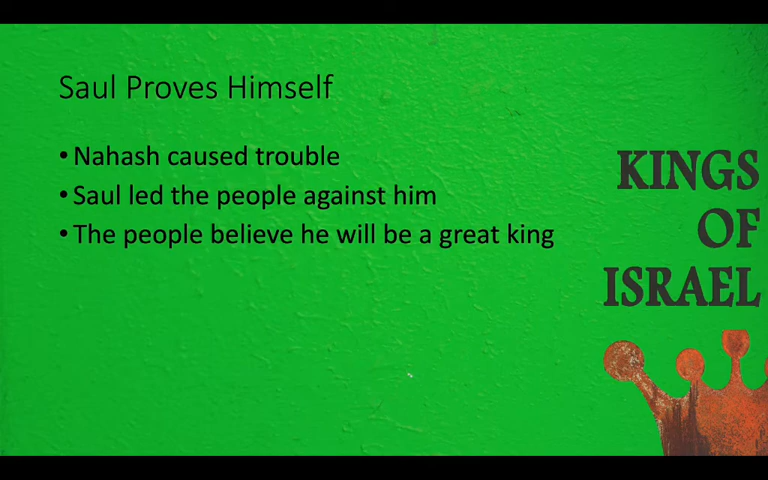 Saul Proves Himself
• Nahash caused trouble
• Saul led the people against him
• The people believe he will be a great king
KINGS
OF
ISRAEL